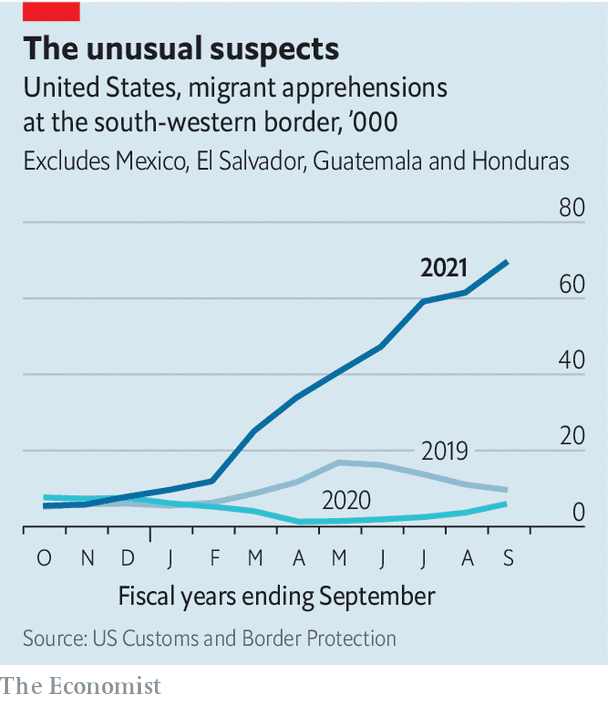 The unusual suspects
United States, migrant apprehensions
at the south-western border, ’000
Excludes Mexico, El Salvador, Guatemala and Honduras
80
2021
60
40
2019
20
2020
0
O N D J F M A M J J A S
Fiscal years ending September
Source: US Customs and Border Protection
The Economist